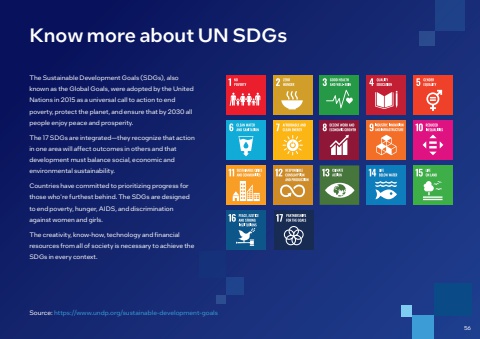 Know more about UN SDGs
The Sustainable Development Goals (SDGs), also
known as the Global Goals, were adopted by the United
Nations in 2015 as a universal call to action to end
poverty, protect the planet, and ensure that by 2030 all
people enjoy peace and prosperity.
The 17 SDGs are integrated—they recognize that action
in one area will affect outcomes in others and that
development must balance social, economic and
environmental sustainability.
Countries have committed to prioritizing progress for
those who're furthest behind. The SDGs are designed
to end poverty, hunger, AIDS, and discrimination
against women and girls.
The creativity, know-how, technology and financial
resources from all of society is necessary to achieve the
SDGs in every context.
1 NO
POVERTY
2 ZERO
HUNGER
3 GOOD HEALTH
AND WELL-BEING
4 QUALITY
EDUCATION
5 GENDER
EQUALITY
6 CLEAN WATER
AND SANITATION
7 AFFORDABLE AND
CLEAN ENERGY
8 DECENT WORK AND
ECONOMIC GROWTH
9 INDUSTRY, INNOVATION
AND INFRASTRUCTURE
10 REDUCED
INEQUALITIES
11 SUSTAINABLE CITIES
AND COMMUNITIES
12 RESPONSIBLE
CONSUMPTION
AND PRODUCTION
13 CLIMATE
ACTION
14 LIFE
BELOW WATER
15 LIFE
ON LAND
16 PEACE, JUSTICE
AND STRONG
INSTITUTIONS
17 PARTNERSHIPS
FOR THE GOALS
Source: https://www.undp.org/sustainable-development-goals
56